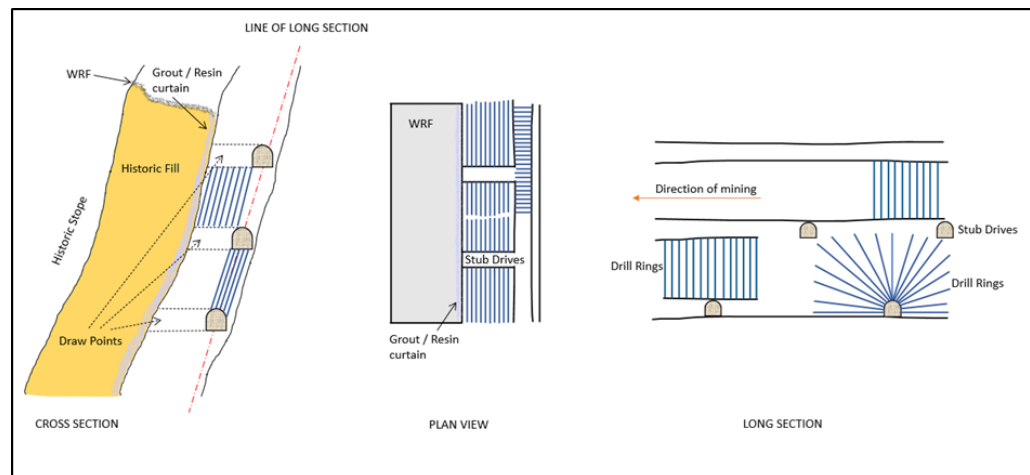 LINE OF LONG SECTION
WRF
Grout / Resin
curtain
Historic Fill
Historic Stope
Draw Points
CROSS SECTION
WRF
Stub Drives
Grout / Resin
curtain
PLAN VIEW
Direction of mining
Stub Drives
Drill Rings
Drill Rings
LONG SECTION